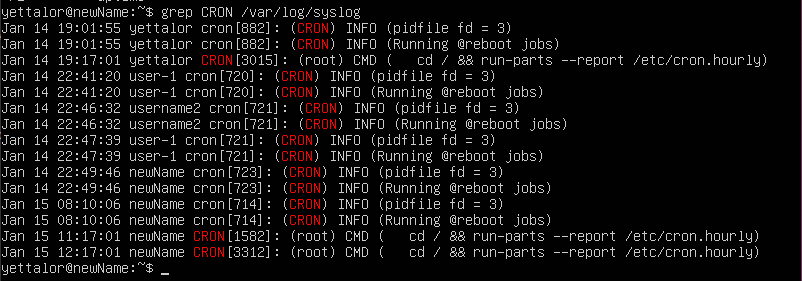 yettalor@newName:~$ grep CRON /var/log/syslog
Jan 14 19:01:55 yettalor cron[882]: (CRON) INFO (pidfile fd = 3)
Jan 14 19:01:55 yettalor cron[882]: (CRON) INFO (Running @reboot jobs)
Jan 14 19:17:01 yettalor CRON[3015]: (root) CMD (   cd / && run-parts --report /etc/cron.hourly)
Jan 14 22:41:20 user-1 cron[720]: (CRON) INFO (pidfile fd = 3)
Jan 14 22:41:20 user-1 cron[720]: (CRON) INFO (Running @reboot jobs)
Jan 14 22:46:32 username2 cron[721]: (CRON) INFO (pidfile fd = 3)
Jan 14 22:46:32 username2 cron[721]: (CRON) INFO (Running @reboot jobs)
Jan 14 22:47:39 user-1 cron[721]: (CRON) INFO (pidfile fd = 3)
Jan 14 22:47:39 user-1 cron[721]: (CRON) INFO (Running @reboot jobs)
Jan 14 22:49:46 newName cron[723]: (CRON) INFO (pidfile fd = 3)
Jan 14 22:49:46 newName cron[723]: (CRON) INFO (Running @reboot jobs)
Jan 15 08:10:06 newName cron[714]: (CRON) INFO (pidfile fd = 3)
Jan 15 08:10:06 newName cron[714]: (CRON) INFO (Running @reboot jobs)
Jan 15 11:17:01 newName CRON[1582]: (root) CMD (   cd / && run-parts --report /etc/cron.hourly)
Jan 15 12:17:01 newName CRON[3312]: (root) CMD (   cd / && run-parts --report /etc/cron.hourly)
yettalor@newName:~$ _